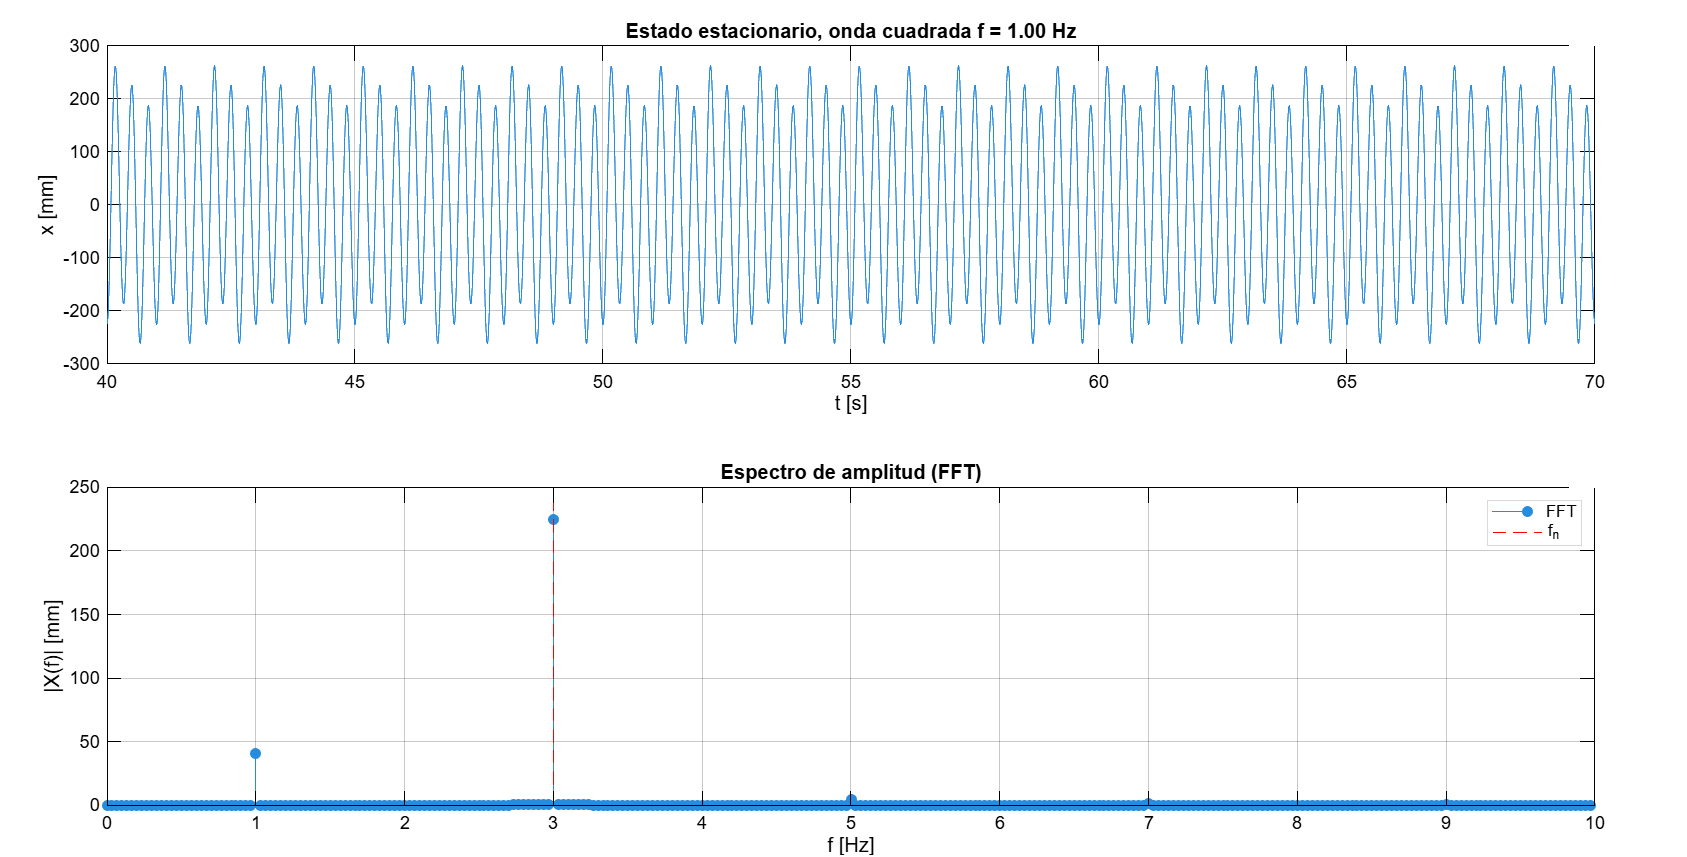 Estado estacionario, onda cuadrada f = 1.00 Hz
300
200
100
0
-100
-200
-300
x [mm]
40 45 50 55 60 65 70
t [s]
Espectro de amplitud (FFT)
250
200
150
100
50
0
|X(f)| [mm]
FFT
fn
0 1 2 3 4 5 6 7 8 9 10
f [Hz]